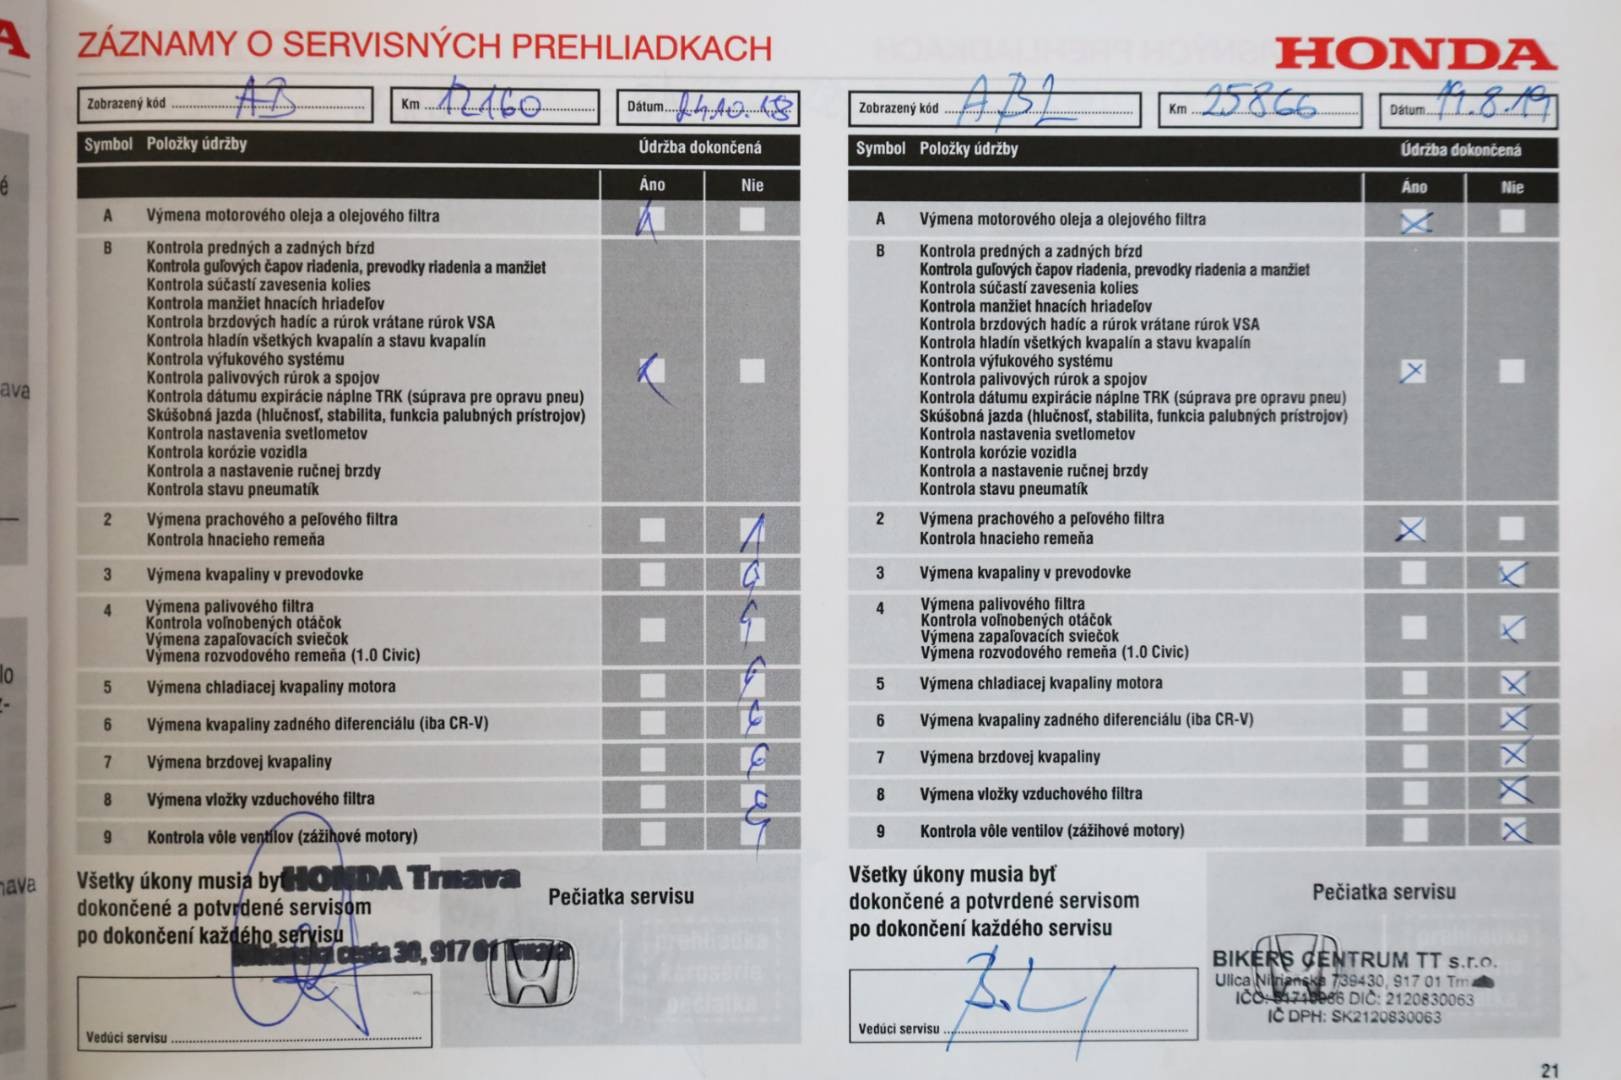 ZÁZNAMY O SERVISNÝCH PREHLIADKACH
HONDA
Zobrazený kód AB Km 12160 Dátum 24.10.18
Symbol Položky údržby Údržba dokončená
Áno Nie
A Výmena motorového oleja a olejového filtra
B Kontrola predných a zadných bŕzd
Kontrola guľových čapov riadenia, prevodky riadenia a manžiet
Kontrola súčastí zavesenia kolies
Kontrola manžiet hnacích hriadeľov
Kontrola brzdových hadíc a rúrok vrátane rúrok VSA
Kontrola hladín všetkých kvapalín a stavu kvapalín
Kontrola výfukového systému
Kontrola palivových rúrok a spojov
Kontrola dátumu expirácie náplne TRK (súprava pre opravu pneu)
Skúšobná jazda (hlučnosť, stabilita, funkcia palubných prístrojov)
Kontrola nastavenia svetlometov
Kontrola korózie vozidla
Kontrola a nastavenie ručnej brzdy
Kontrola stavu pneumatík
2 Výmena prachového a peľového filtra
Kontrola hnacieho remeňa
3 Výmena kvapaliny v prevodovke
4 Výmena palivového filtra
Kontrola voľnobených otáčok
Výmena zapaľovacích sviečok
Výmena rozvodového remeňa (1.0 Civic)
5 Výmena chladiacej kvapaliny motora
6 Výmena kvapaliny zadného diferenciálu (iba CR-V)
7 Výmena brzdovej kvapaliny
8 Výmena vložky vzduchového filtra
9 Kontrola vôle ventilov (zážihové motory)
Všetky úkony musia byť
dokončené a potvrdené servisom
po dokončení každého servisu
HONDA Trnava
Pečiatka servisu
cesta 30, 917 01 Trnava
Vedúci servisu
Zobrazený kód AB2 Km 25866 Dátum 19.8.19
Symbol Položky údržby Údržba dokončená
Áno Nie
A Výmena motorového oleja a olejového filtra
B Kontrola predných a zadných bŕzd
Kontrola guľových čapov riadenia, prevodky riadenia a manžiet
Kontrola súčastí zavesenia kolies
Kontrola manžiet hnacích hriadeľov
Kontrola brzdových hadíc a rúrok vrátane rúrok VSA
Kontrola hladín všetkých kvapalín a stavu kvapalín
Kontrola výfukového systému
Kontrola palivových rúrok a spojov
Kontrola dátumu expirácie náplne TRK (súprava pre opravu pneu)
Skúšobná jazda (hlučnosť, stabilita, funkcia palubných prístrojov)
Kontrola nastavenia svetlometov
Kontrola korózie vozidla
Kontrola a nastavenie ručnej brzdy
Kontrola stavu pneumatík
2 Výmena prachového a peľového filtra
Kontrola hnacieho remeňa
3 Výmena kvapaliny v prevodovke
4 Výmena palivového filtra
Kontrola voľnobených otáčok
Výmena zapaľovacích sviečok
Výmena rozvodového remeňa (1.0 Civic)
5 Výmena chladiacej kvapaliny motora
6 Výmena kvapaliny zadného diferenciálu (iba CR-V)
7 Výmena brzdovej kvapaliny
8 Výmena vložky vzduchového filtra
9 Kontrola vôle ventilov (zážihové motory)
Všetky úkony musia byť
dokončené a potvrdené servisom
po dokončení každého servisu
Pečiatka servisu
BIKERS CENTRUM TT s.r.o.
Ulica Nitrianska 739430, 917 01
IČO: DIČ: 2120830063
IČ DPH: SK2120830063
Vedúci servisu
21